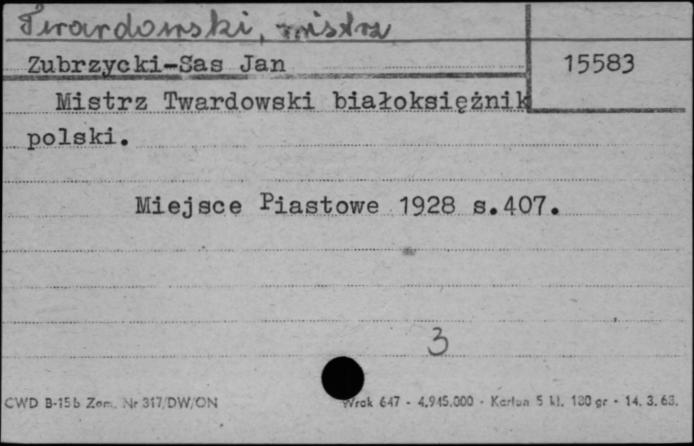 Twardowski, mistrz
Zubrzycki-Sas Jan
15583
Mistrz Twardowski białoksiężnik
polski.
Miejsce Piastowe 1928 s.407.
3
CWD B-15b Zam. Nr 317/DW/ON
Wrak 647 - 4.945.000 - Karton 5 kl. 180 gr - 14. 3. 63.